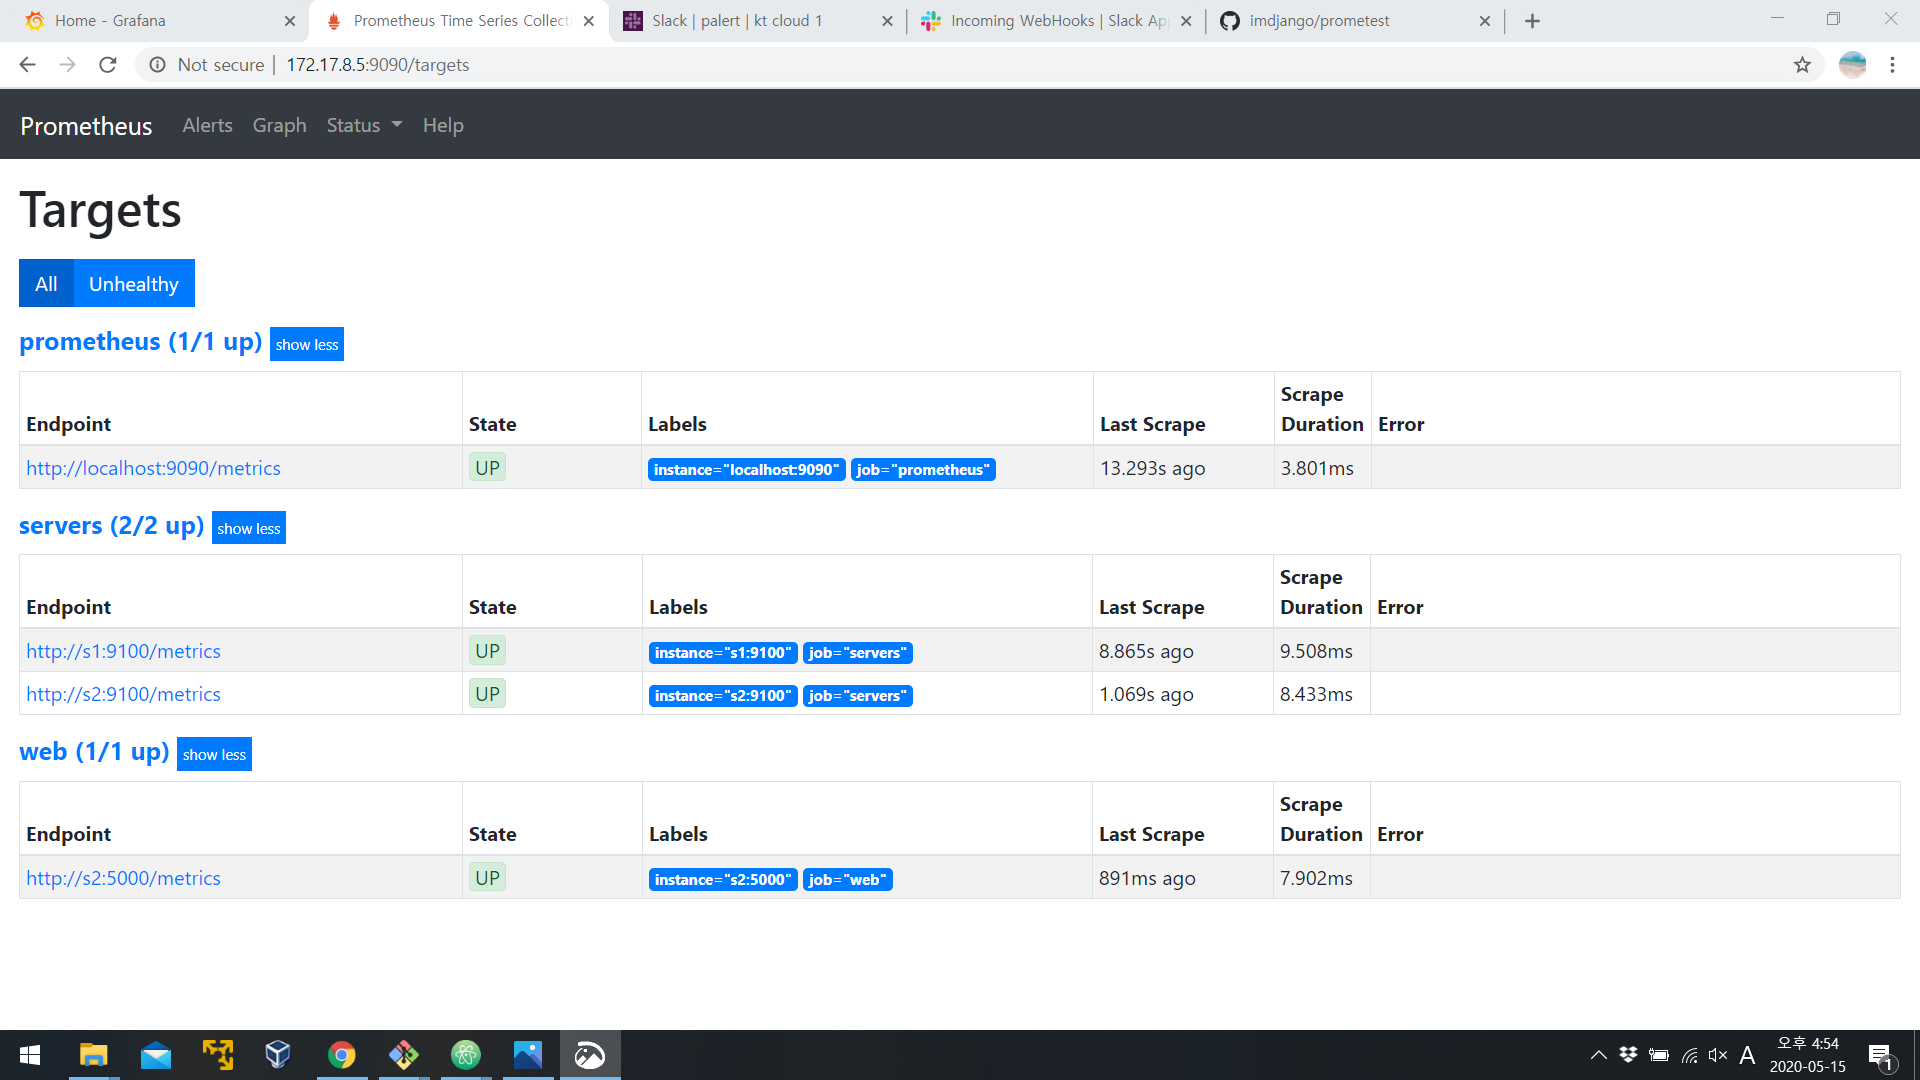 Home - Grafana
Prometheus Time Series Collecti
Slack | palert | kt cloud 1
Incoming WebHooks | Slack Ap
imdjango/prometest
Not secure | 172.17.8.5:9090/targets
Prometheus Alerts Graph Status Help
Targets
All Unhealthy
prometheus (1/1 up) show less
Endpoint State Labels Last Scrape Scrape Duration Error
http://localhost:9090/metrics UP instance="localhost:9090" job="prometheus" 13.293s ago 3.801ms
servers (2/2 up) show less
Endpoint State Labels Last Scrape Scrape Duration Error
http://s1:9100/metrics UP instance="s1:9100" job="servers" 8.865s ago 9.508ms
http://s2:9100/metrics UP instance="s2:9100" job="servers" 1.069s ago 8.433ms
web (1/1 up) show less
Endpoint State Labels Last Scrape Scrape Duration Error
http://s2:5000/metrics UP instance="s2:5000" job="web" 891ms ago 7.902ms
A
오후 4:54
2020-05-15
1